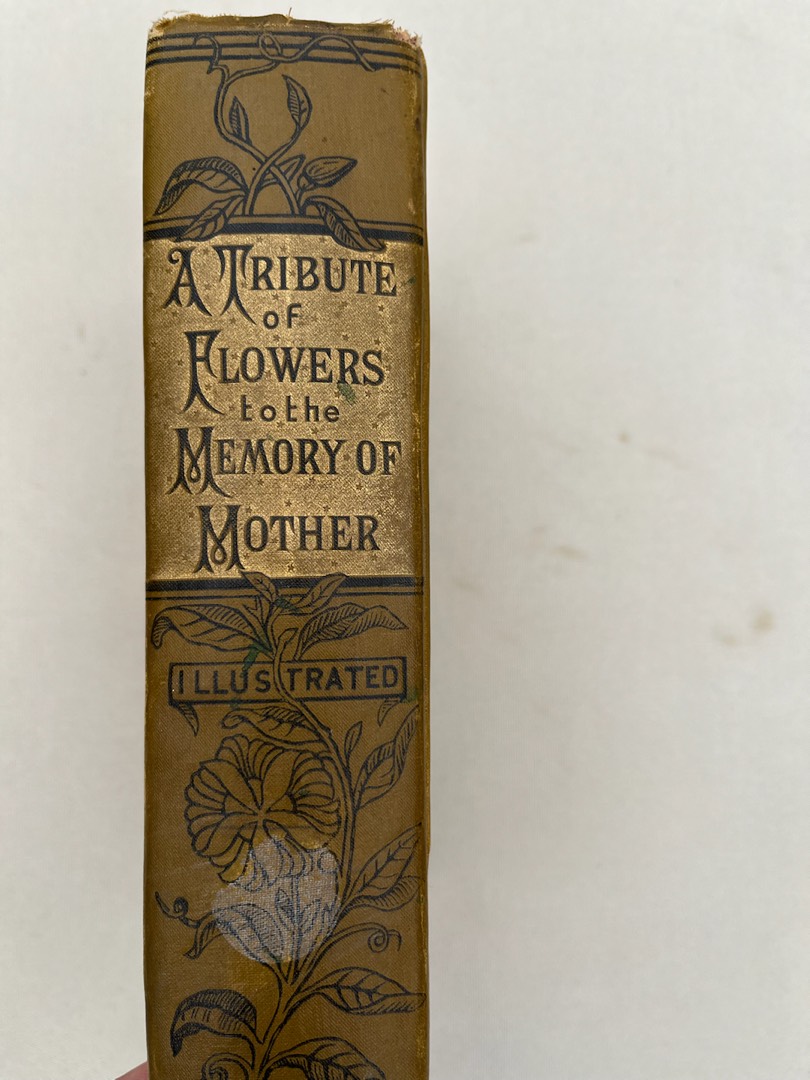 A TRIBUTE
OF
FLOWERS
to the
MEMORY OF
MOTHER
ILLUSTRATED